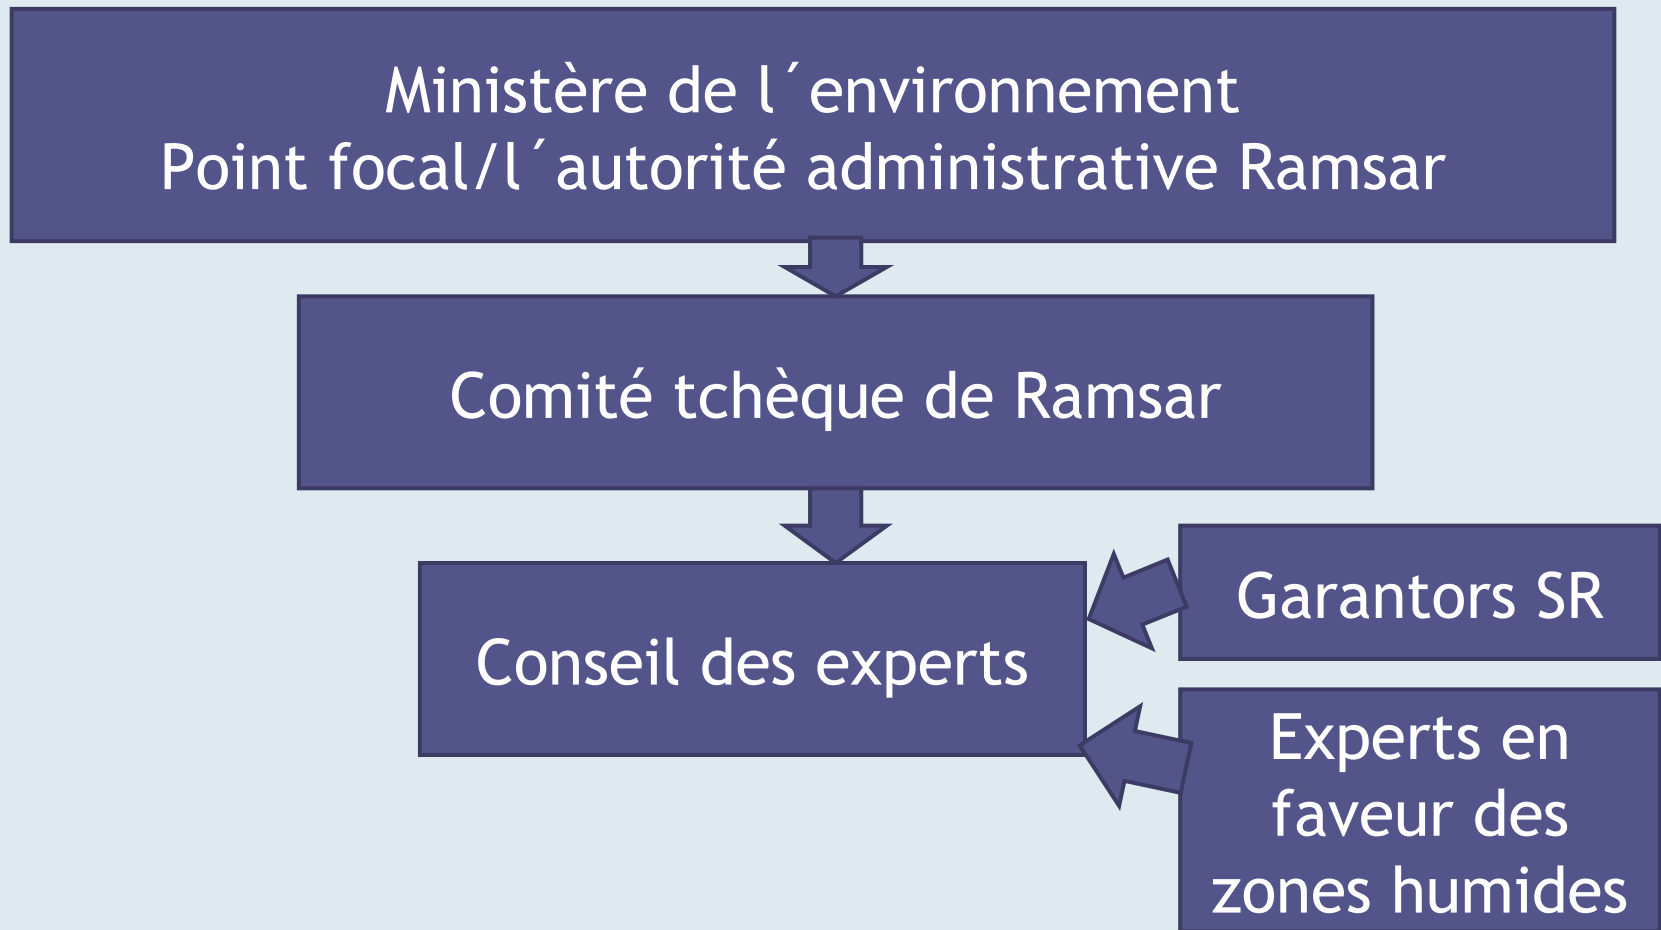 Ministère de l´environnement
Point focal/l´autorité administrative Ramsar
Comité tchèque de Ramsar
Conseil des experts
Garantors SR
Experts en
faveur des
zones humides